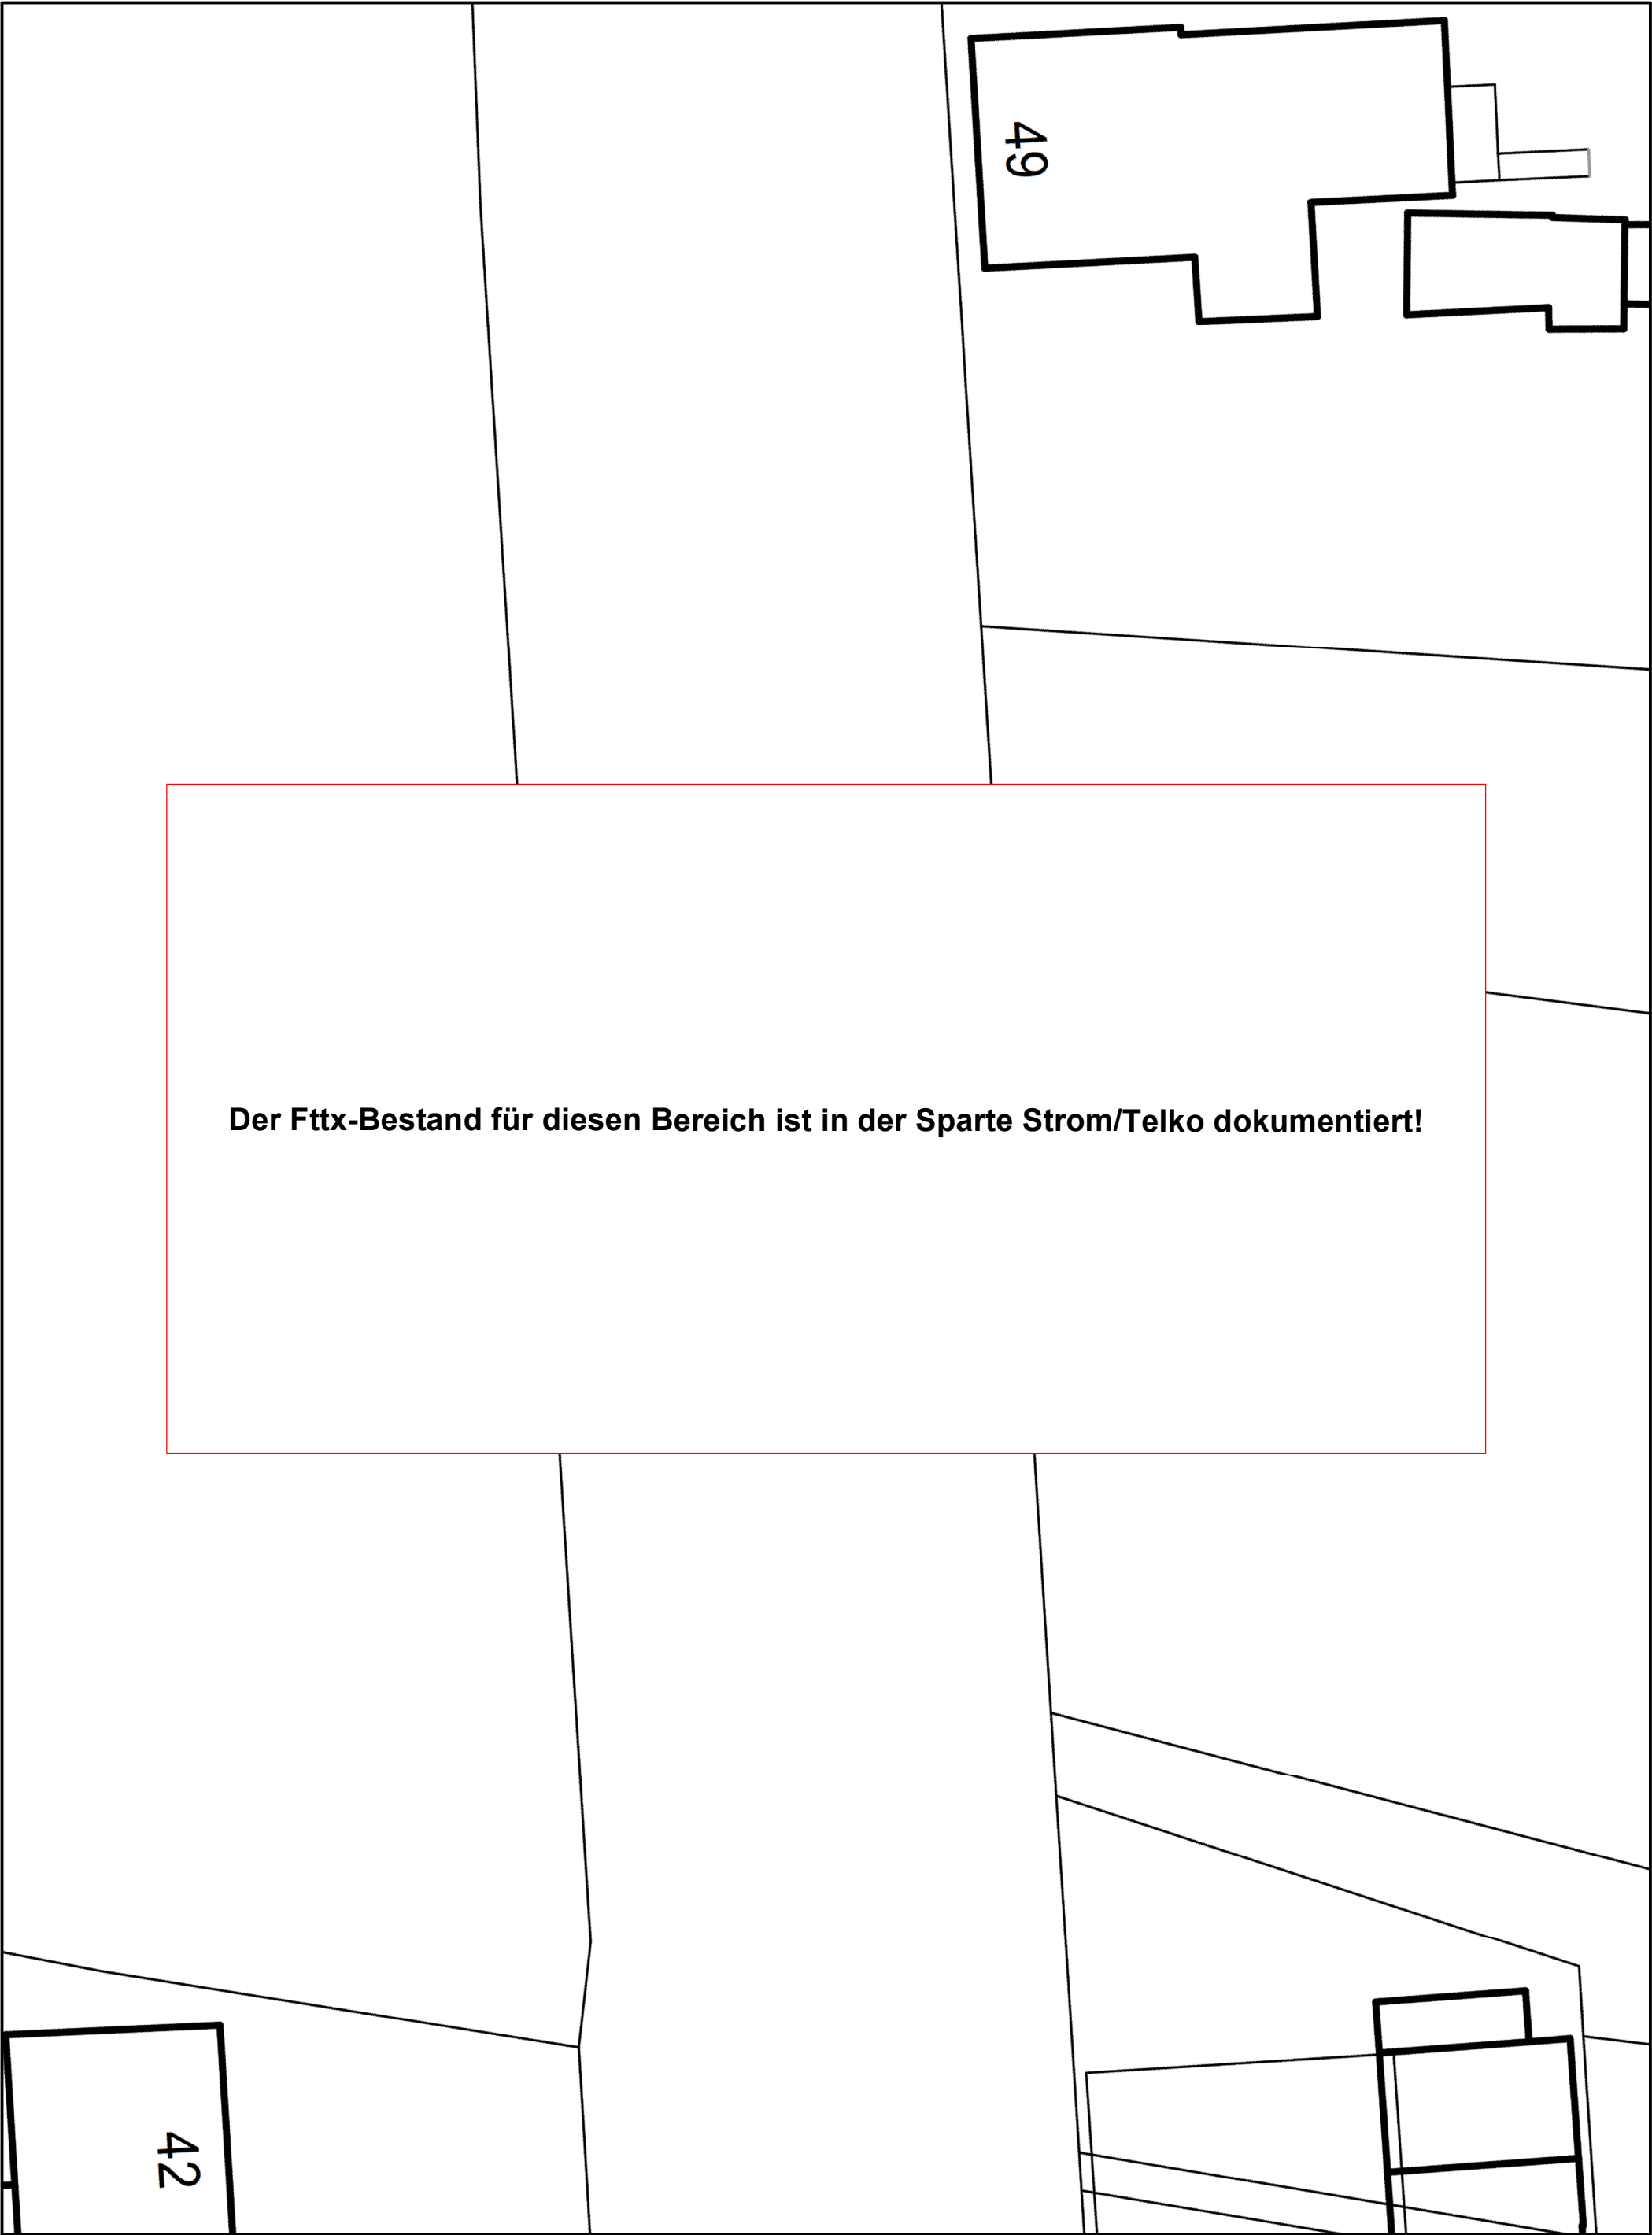 49
Der Fttx-Bestand für diesen Bereich ist in der Sparte Strom/Telko dokumentiert!
42